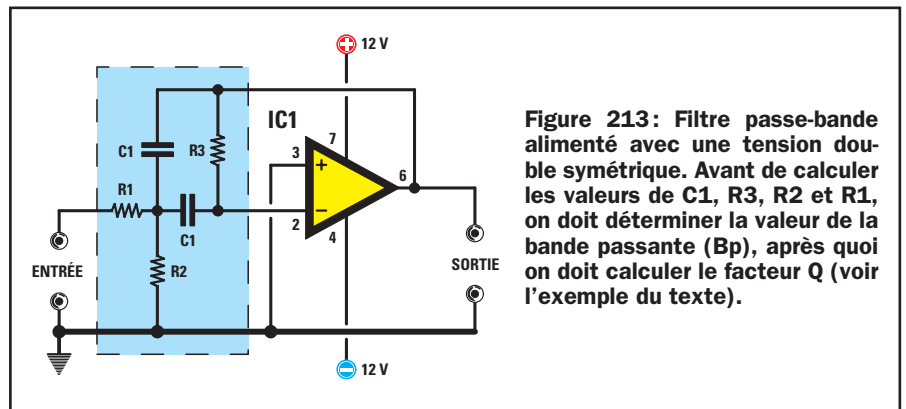 12 V
IC1
7
3
+
C1
R3
6
R1
2
−
C1
4
ENTRÉE
R2
SORTIE
12 V
Figure 213: Filtre passe-bande
alimenté avec une tension dou-
ble symétrique. Avant de calculer
les valeurs de C1, R3, R2 et R1,
on doit déterminer la valeur de la
bande passante (Bp), après quoi
on doit calculer le facteur Q (voir
l'exemple du texte).